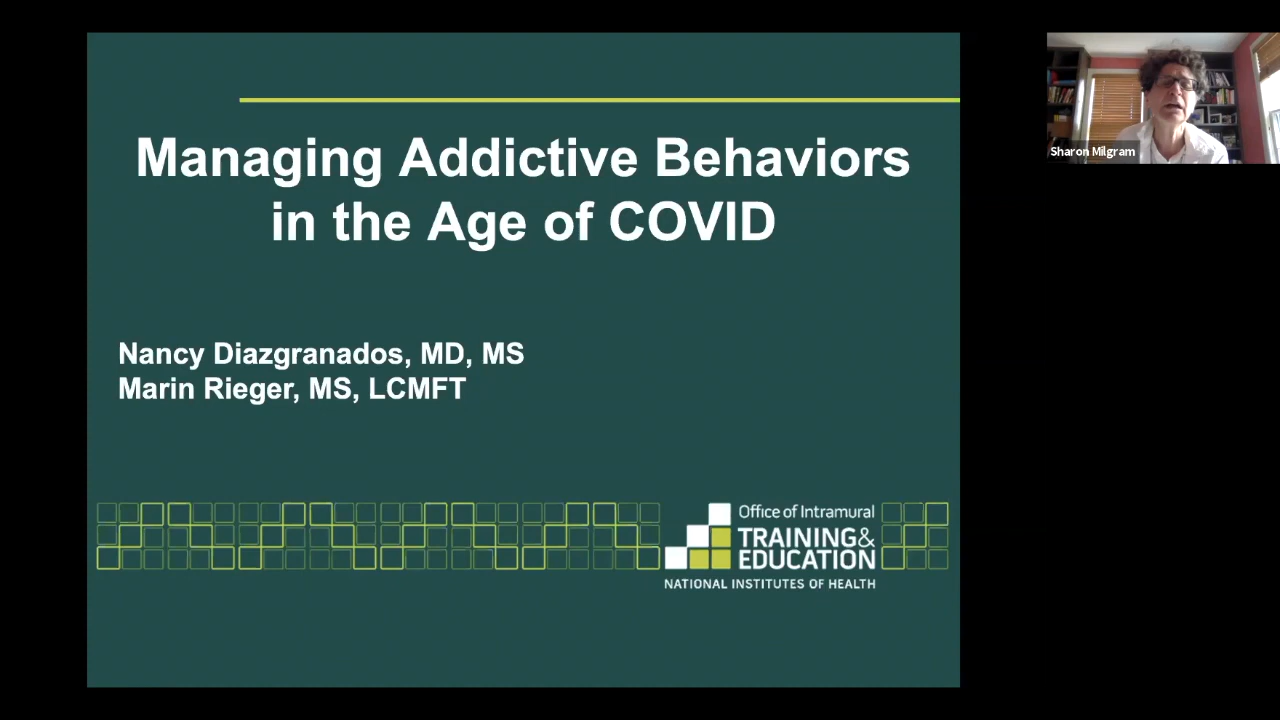 Managing Addictive Behaviors
in the Age of COVID
Nancy Diazgranados, MD, MS
Marin Rieger, MS, LCMFT
Office of Intramural
TRAINING&
EDUCATION
NATIONAL INSTITUTES OF HEALTH
Sharon Milgram